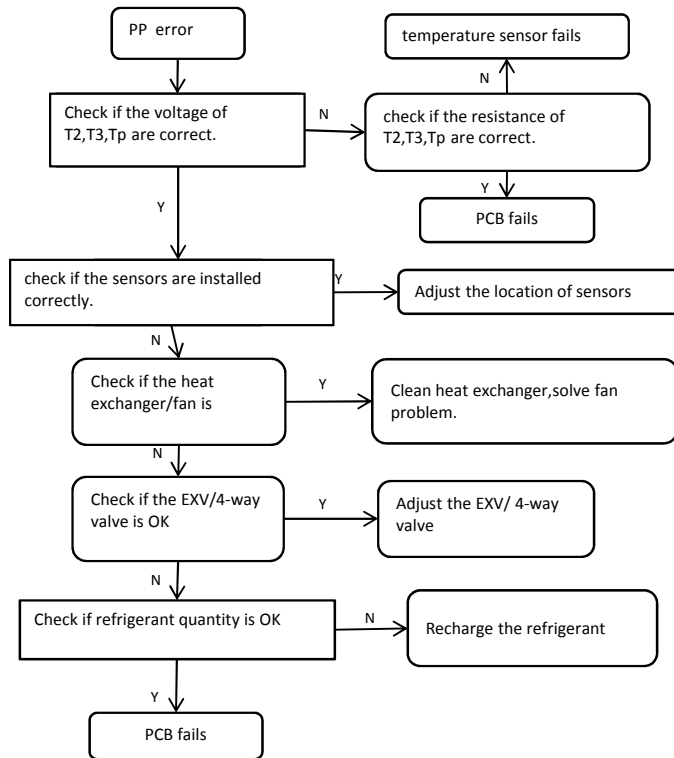 PP error
temperature sensor fails
N
Check if the voltage of
T2,T3,Tp are correct.
N
check if the resistance of
T2,T3,Tp are correct.
Y
Y
PCB fails
check if the sensors are installed
correctly.
Y
Adjust the location of sensors
N
Check if the heat
exchanger/fan is
Y
Clean heat exchanger,solve fan
problem.
N
Check if the EXV/4-way
valve is OK
Y
Adjust the EXV/ 4-way
valve
N
Check if refrigerant quantity is OK
N
Recharge the refrigerant
Y
PCB fails